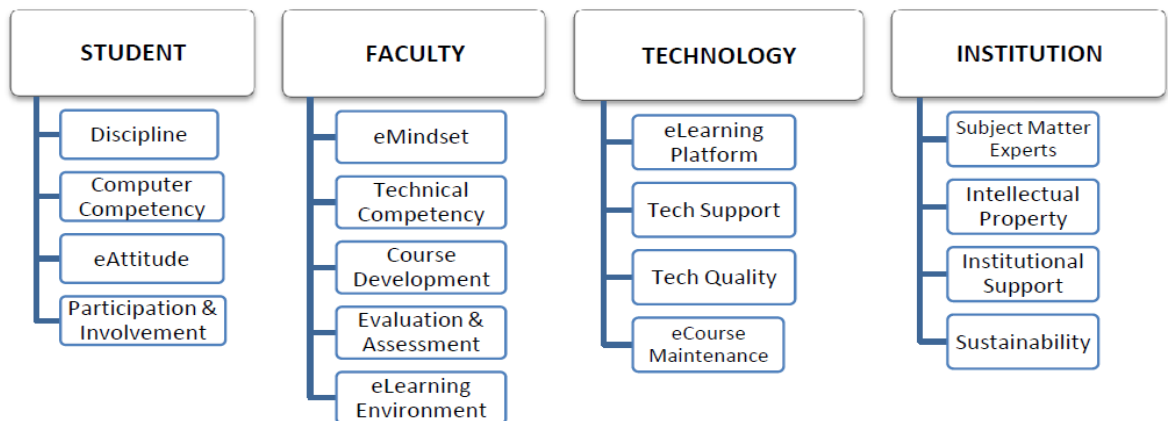 STUDENT
Discipline
Computer
Competency
eAttitude
Participation &
Involvement
FACULTY
eMindset
Technical
Competency
Course
Development
Evaluation &
Assessment
eLearning
Environment
TECHNOLOGY
eLearning
Platform
Tech Support
Tech Quality
eCourse
Maintenance
INSTITUTION
Subject Matter
Experts
Intellectual
Property
Institutional
Support
Sustainability